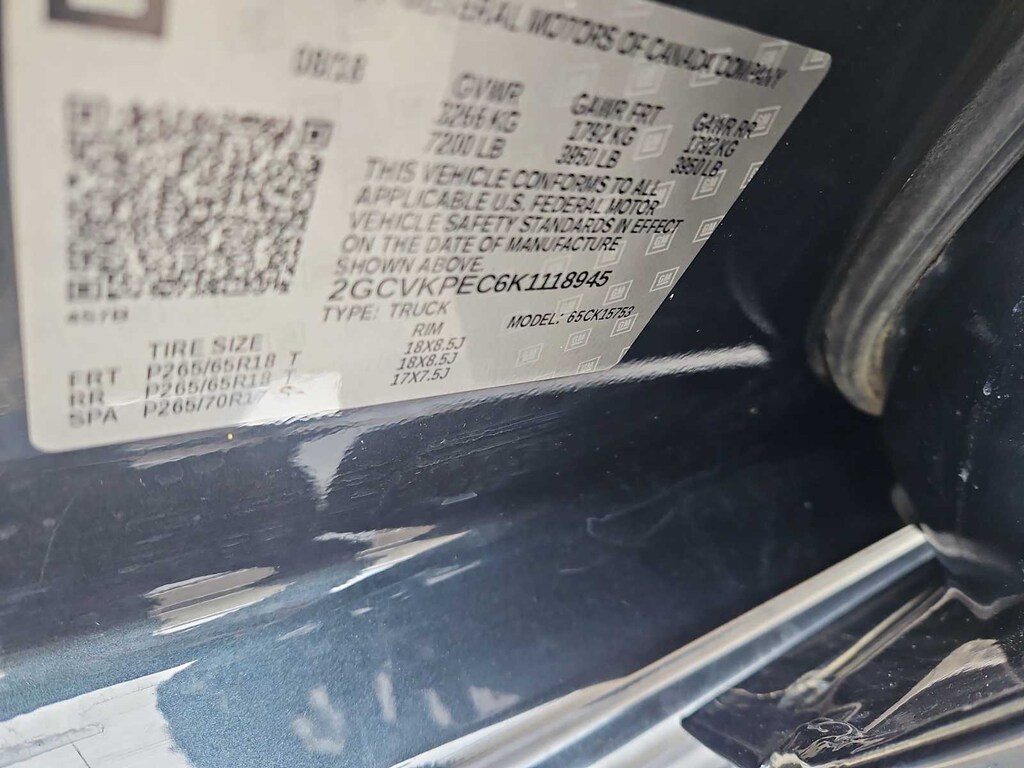 GENERAL MOTORS OF CANADA COMPANY
08/18
GVWR GAWR FRT GAWR RR
3266 KG 1792 KG 1792 KG
7200 LB 3950 LB 3950 LB
THIS VEHICLE CONFORMS TO ALL
APPLICABLE U.S. FEDERAL MOTOR
VEHICLE SAFETY STANDARDS IN EFFECT
ON THE DATE OF MANUFACTURE
SHOWN ABOVE.
2GCVKPEC6K1118945
TYPE: TRUCK MODEL: 65CK15753
TIRE SIZE RIM
FRT P265/65R18 T 18X8.5J
RR P265/65R18 T 18X8.5J
SPA P265/70R17 S 17X7.5J